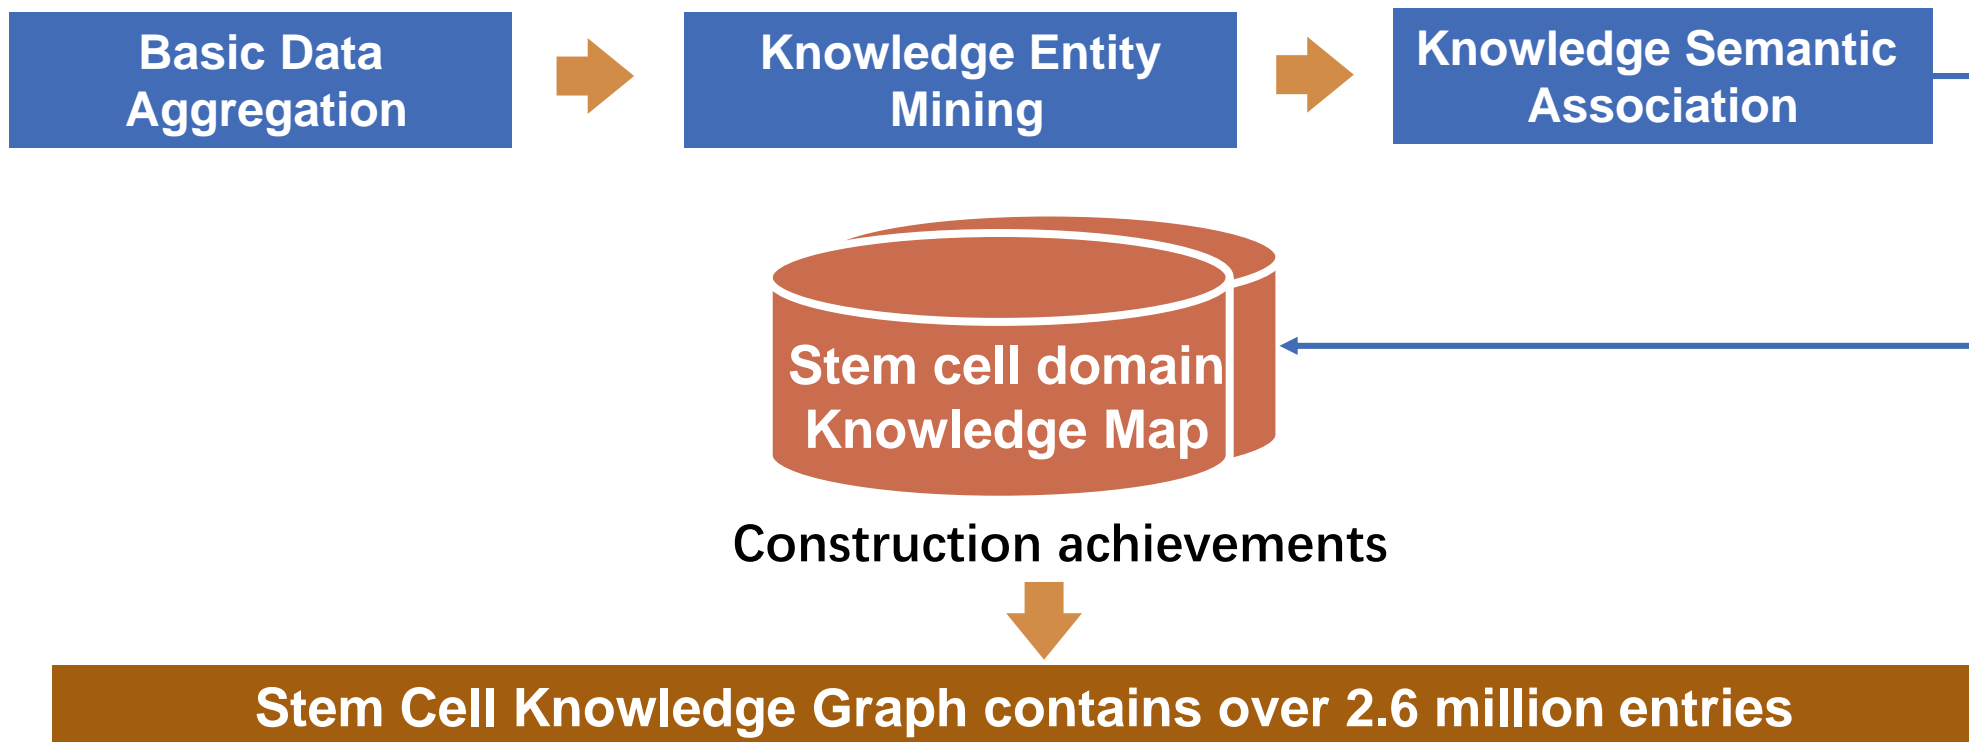 Basic Data
Aggregation
Knowledge Entity
Mining
Knowledge Semantic
Association
Stem cell domain
Knowledge Map
Construction achievements
Stem Cell Knowledge Graph contains over 2.6 million entries